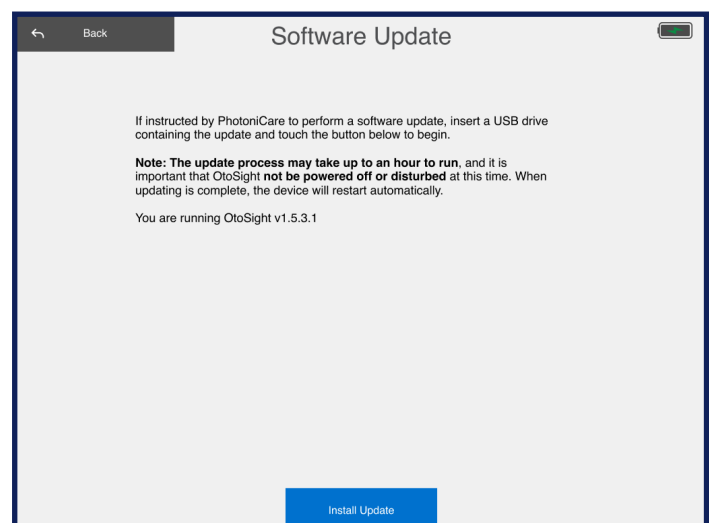 Back
Software Update
If instructed by PhotoniCare to perform a software update, insert a USB drive
containing the update and touch the button below to begin.
Note: The update process may take up to an hour to run, and it is
important that OtoSight not be powered off or disturbed at this time. When
updating is complete, the device will restart automatically.
You are running OtoSight v1.5.3.1
Install Update